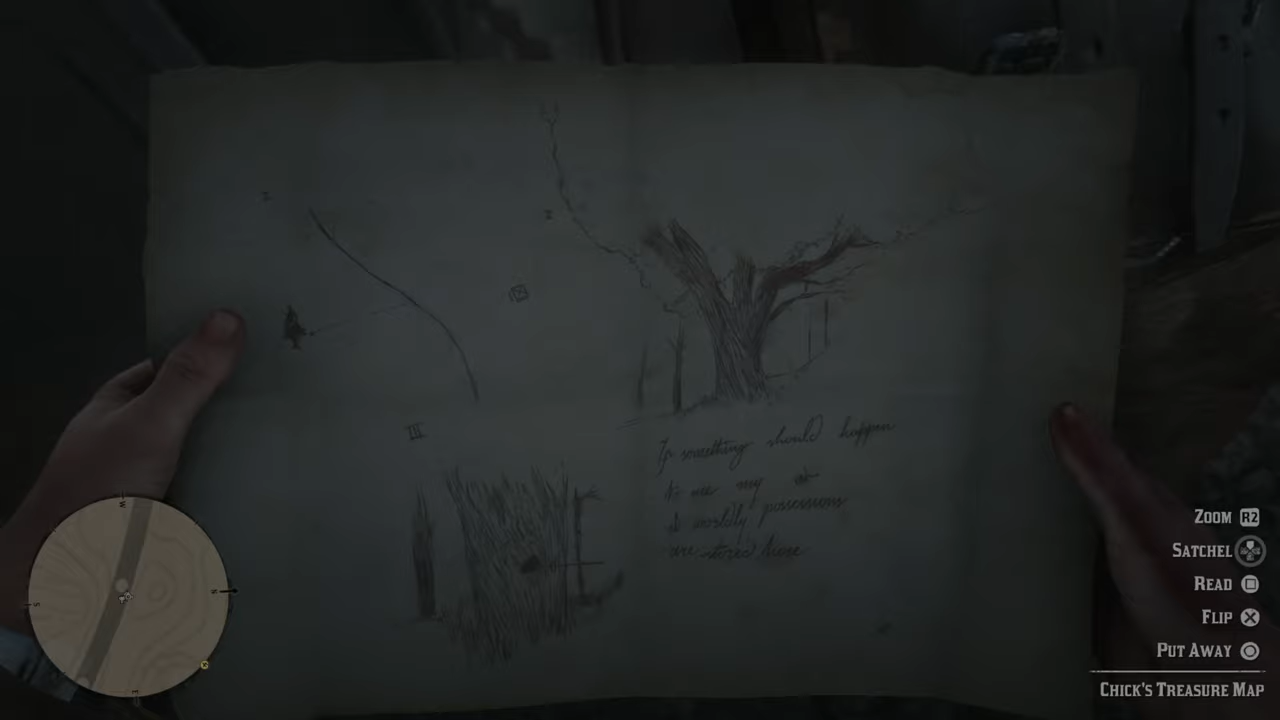 III
If something should happen
to me my
worldly possessions
are stored here
ZOOM R2
SATCHEL
READ
FLIP
PUT AWAY
CHICK'S TREASURE MAP
W
N
S